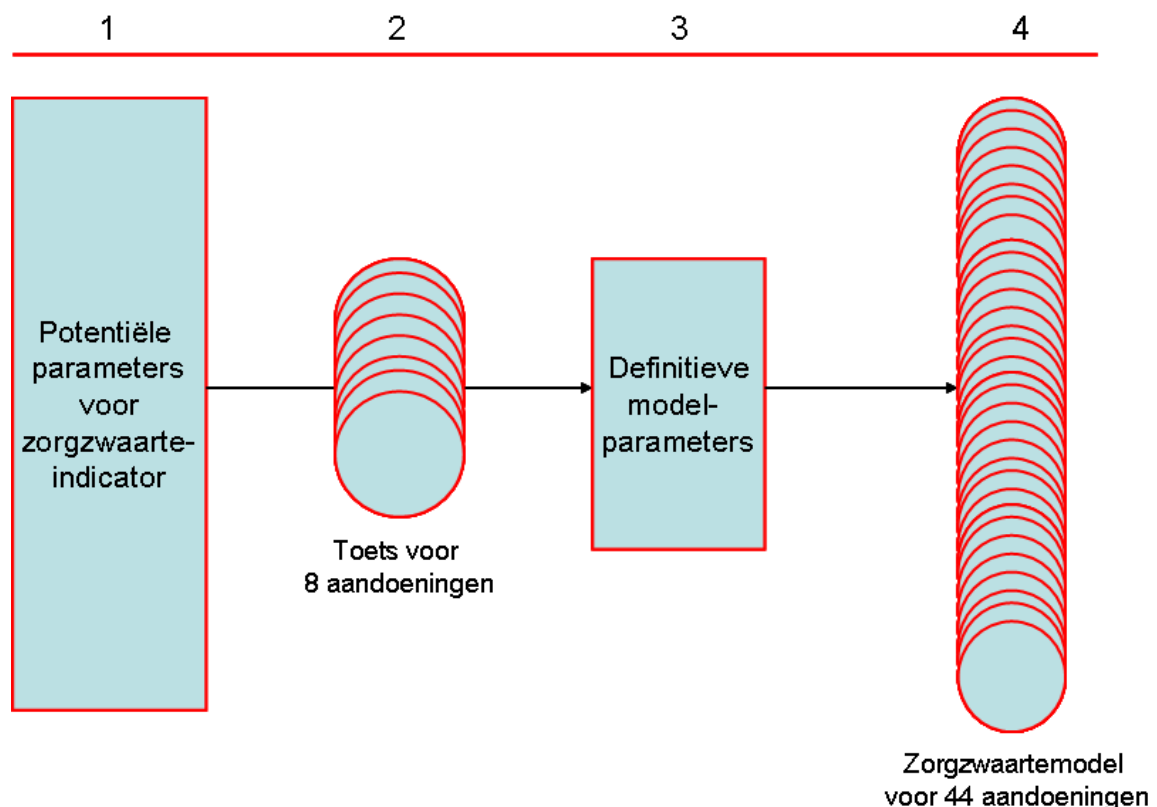 1 2 3 4
Potentiële
parameters
voor
zorgzwaarte-
indicator
Toets voor
8 aandoeningen
Definitieve
model-
parameters
Zorgzwaartemodel
voor 44 aandoeningen